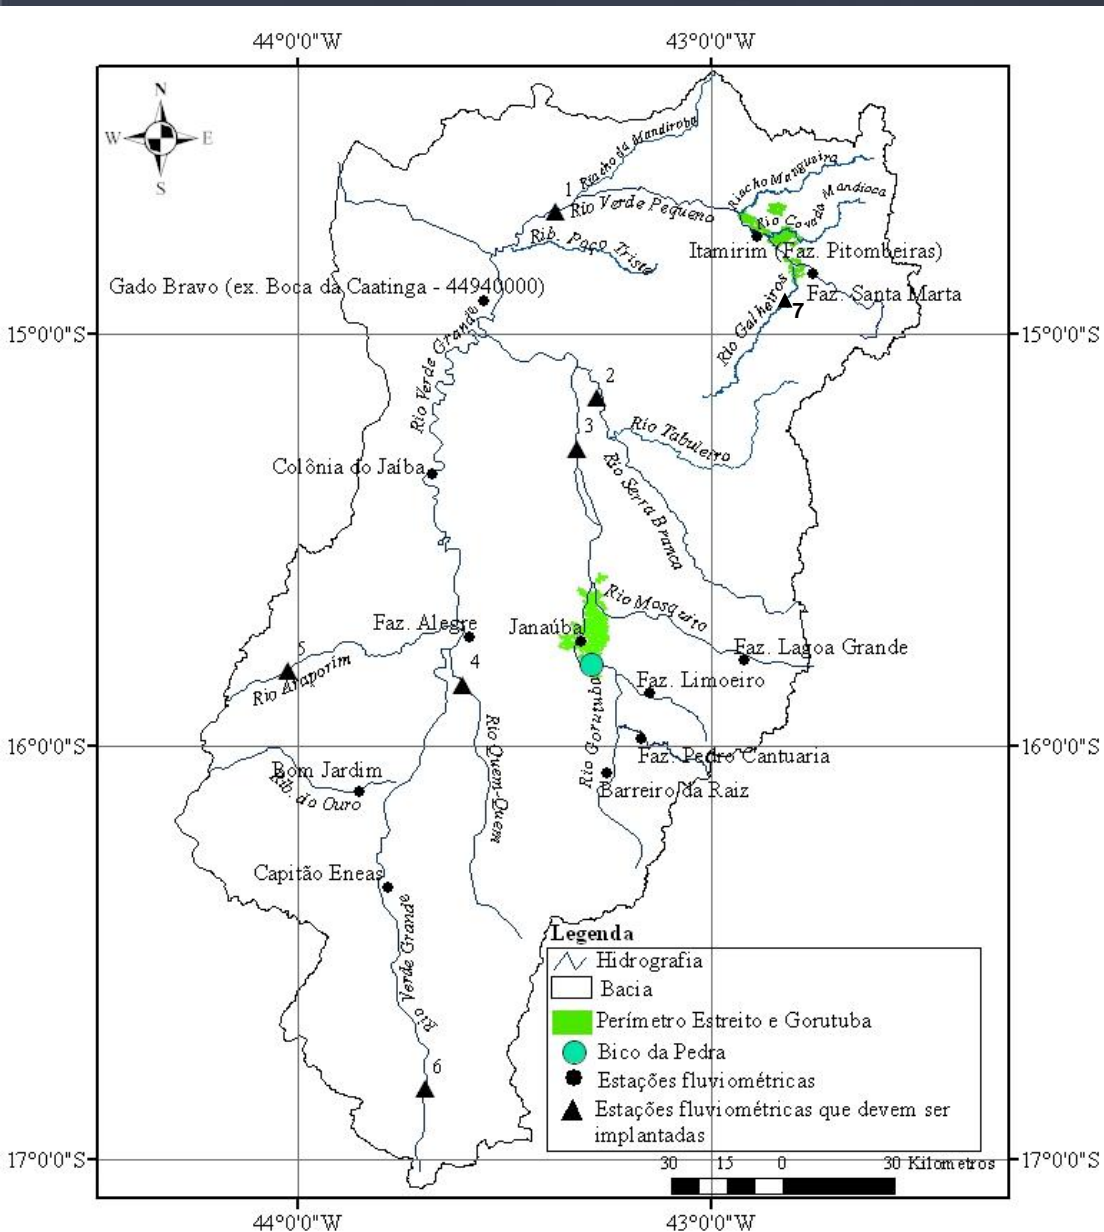 44°0'0"W
43°0'0"W
N
W
E
S
Riacho da Mandiroba
1
Rio Verde Pequeno
Riacho Mangueira
Rio Cova da Mandioca
Rib. Poço Triste
Itamirim (Faz. Pitombeiras)
Gado Bravo (ex. Boca da Caatinga - 44940000)
Faz. Santa Marta
7
Rio Galheiros
15°0'0"S
15°0'0"S
Rio Verde Grande
2
3
Rio Tabuleiro
Colônia do Jaíba
Rio Serra Branca
Rio Mosquito
Faz. Alegre
Janaúba
5
Faz. Lagoa Grande
4
Rio Arapoim
Faz. Limoeiro
Rio Gorutuba
Rio Quem-Quem
16°0'0"S
16°0'0"S
Faz. Pedro Cantuaria
Bom Jardim
Rib. do Ouro
Barreiro da Raiz
Capitão Eneas
Rio Verde Grande
6
Legenda
Hidrografia
Bacia
Perímetro Estreito e Gorutuba
Bico da Pedra
Estações fluviométricas
Estações fluviométricas que devem ser
implantadas
17°0'0"S
30 15 0 30 Kilometros
17°0'0"S
44°0'0"W
43°0'0"W